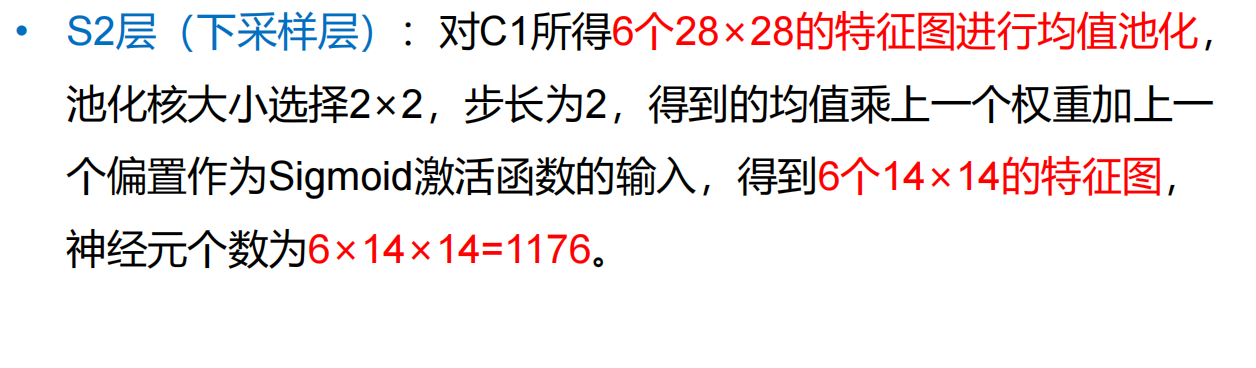 • S2层（下采样层）：对C1所得6个28×28的特征图进行均值池化，
池化核大小选择2×2，步长为2，得到的均值乘上一个权重加上一
个偏置作为Sigmoid激活函数的输入，得到6个14×14的特征图，
神经元个数为6×14×14=1176。